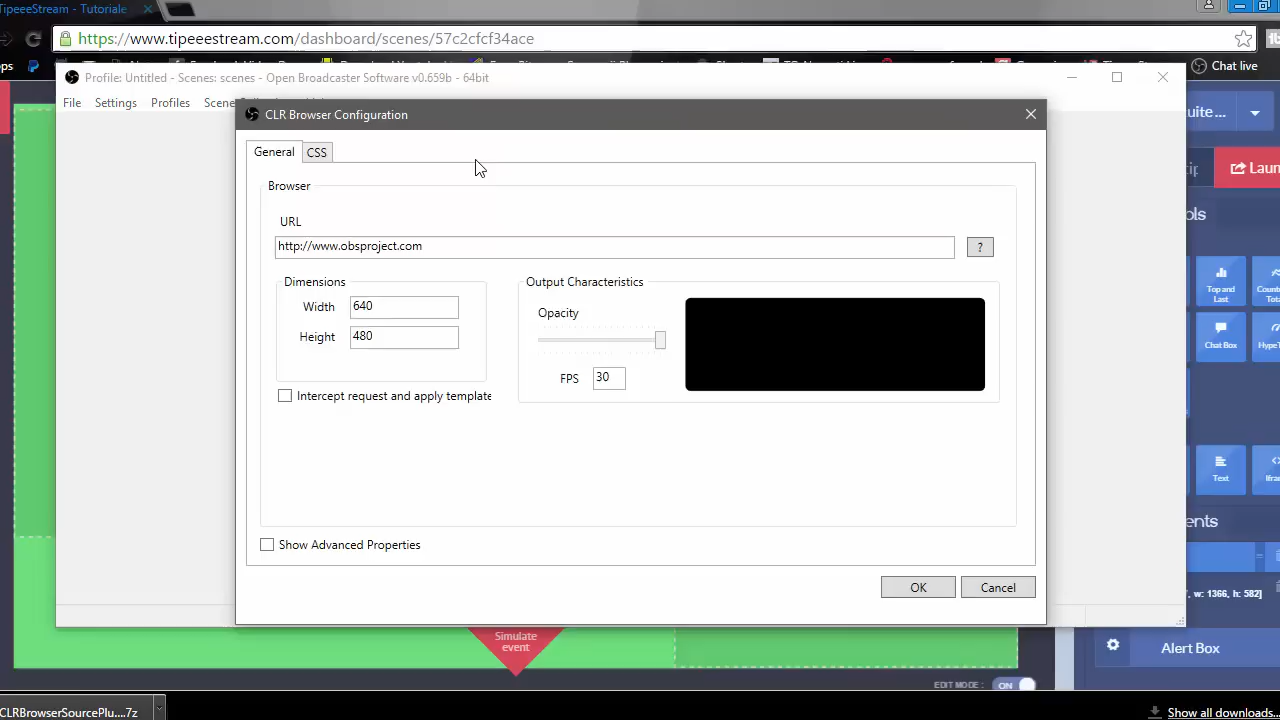 TipeeeStream - Tutoriale
https://www.tipeeestream.com/dashboard/scenes/57c2cfcf34ace
Chat live
Profile: Untitled - Scenes: scenes - Open Broadcaster Software v0.659b - 64bit
File Settings Profiles
CLR Browser Configuration
General CSS
Browser
URL
http://www.obsproject.com
?
Dimensions
Width 640
Height 480
Intercept request and apply template
Output Characteristics
Opacity
FPS 30
Show Advanced Properties
OK Cancel
Top and
Last
Chat Box
Text
w: 1366, h: 582]
Alert Box
Simulate
event
EDIT MODE : ON
CLRBrowserSourcePlu....7z
Show all downloads...